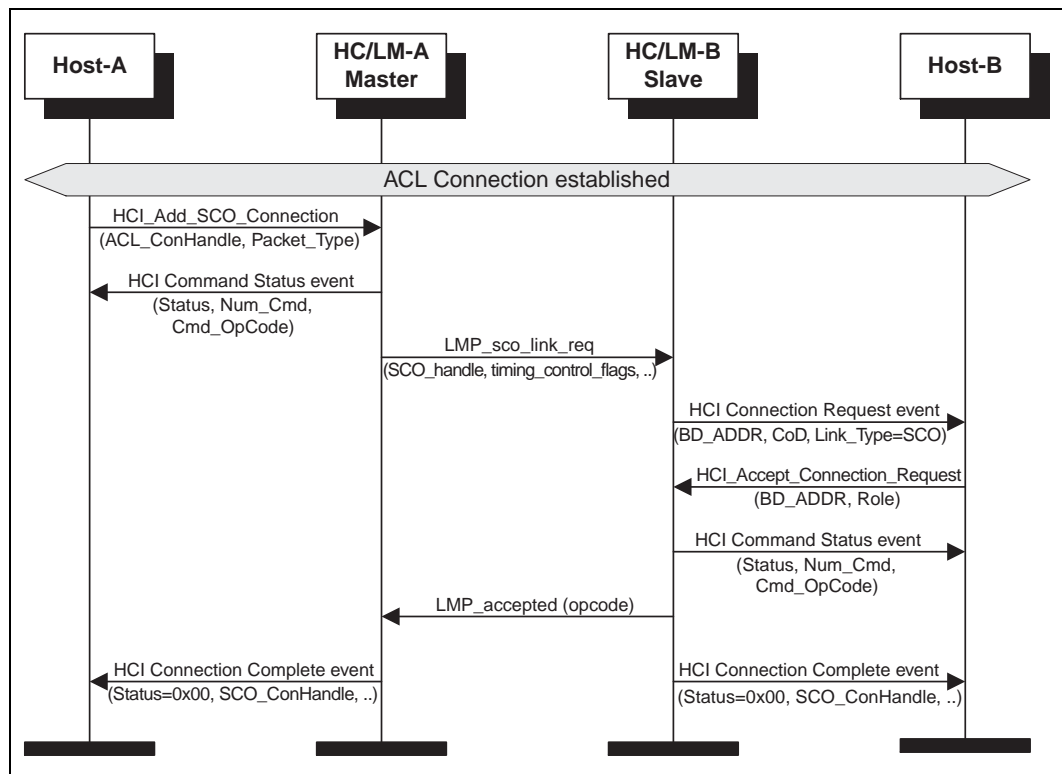 Host-A
HC/LM-A
Master
HC/LM-B
Slave
Host-B
ACL Connection established
HCI_Add_SCO_Connection
(ACL_ConHandle, Packet_Type)
HCI Command Status event
(Status, Num_Cmd,
Cmd_OpCode)
LMP_sco_link_req
(SCO_handle, timing_control_flags, ..)
HCI Connection Request event
(BD_ADDR, CoD, Link_Type=SCO)
HCI_Accept_Connection_Request
(BD_ADDR, Role)
HCI Command Status event
(Status, Num_Cmd,
Cmd_OpCode)
LMP_accepted (opcode)
HCI Connection Complete event
(Status=0x00, SCO_ConHandle, ..)
HCI Connection Complete event
(Status=0x00, SCO_ConHandle, ..)